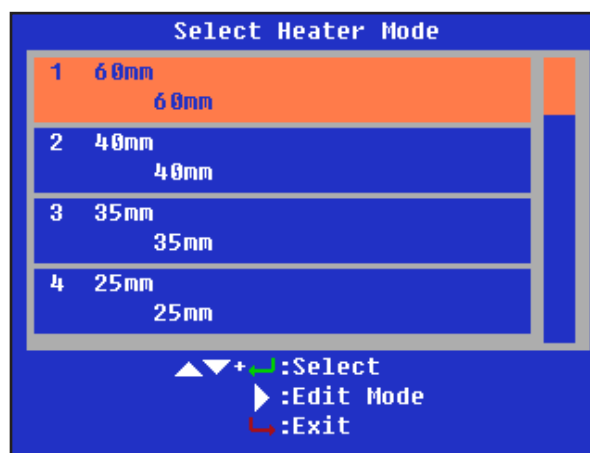 Select Heater Mode
1 60mm
60mm
2 40mm
40mm
3 35mm
35mm
4 25mm
25mm
▲▼+↵:Select
▶:Edit Mode
↳:Exit